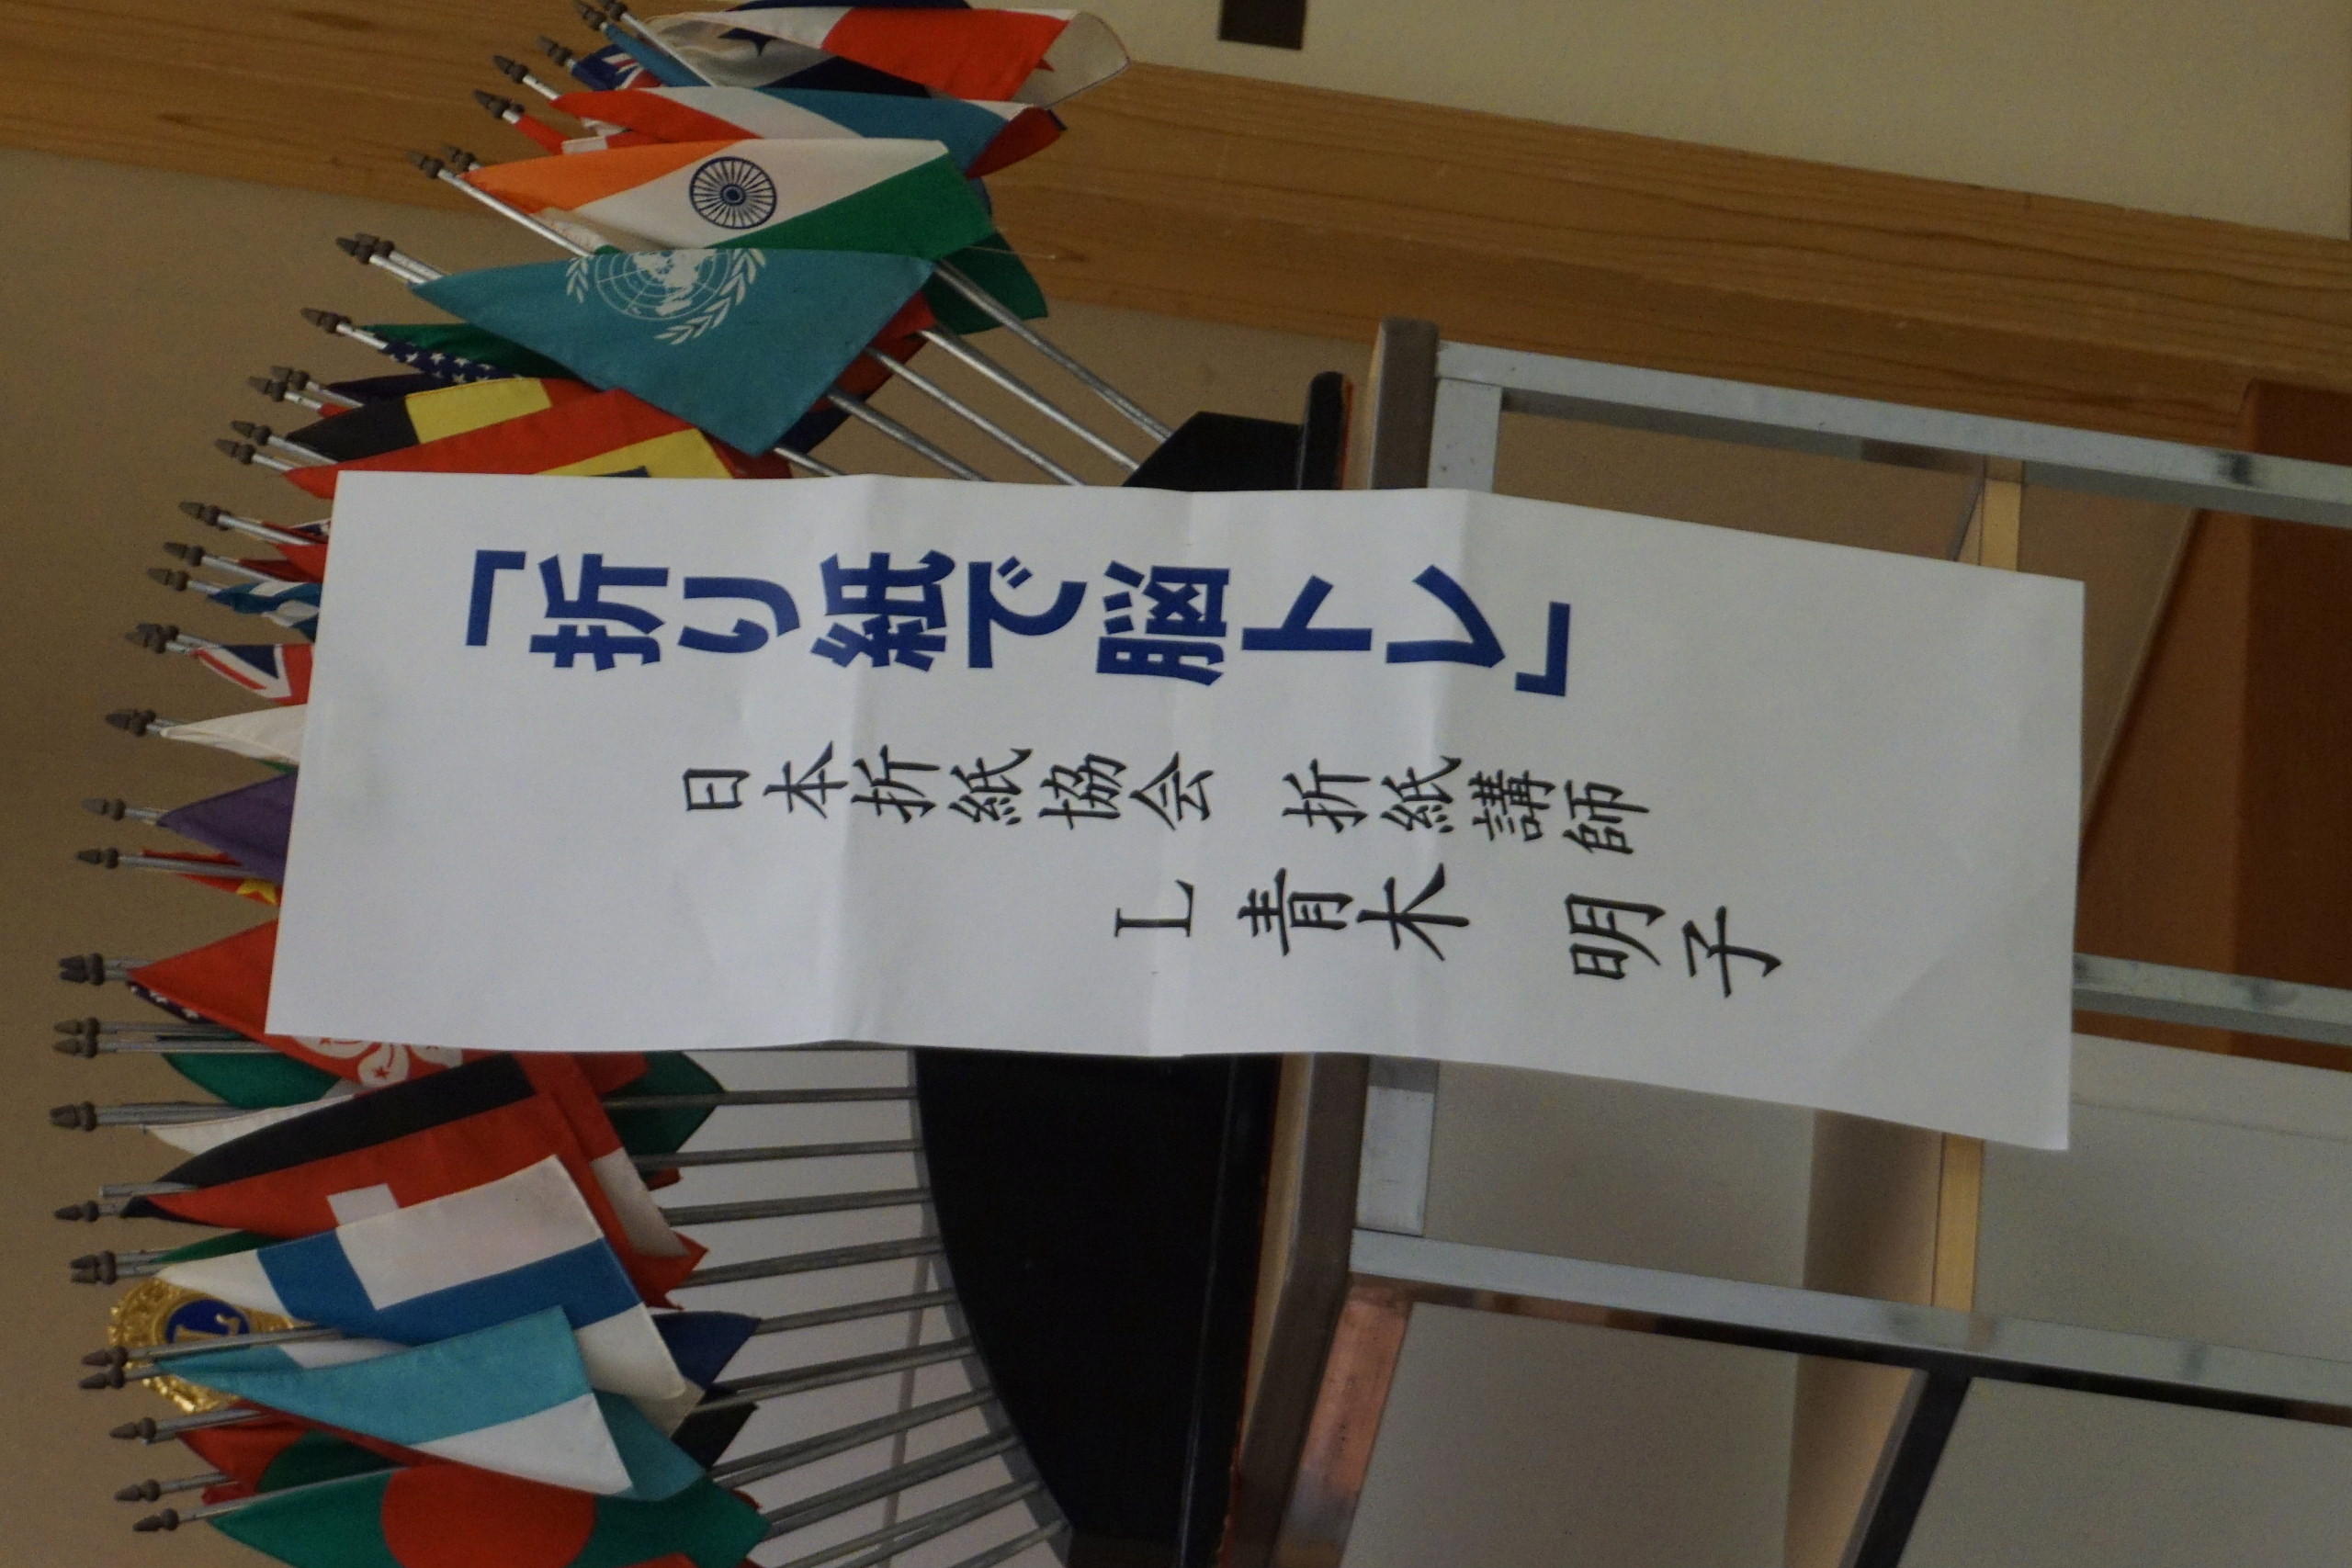 「折り紙で脳トレ」
日本折紙協会 折紙講師
L 青木 明子